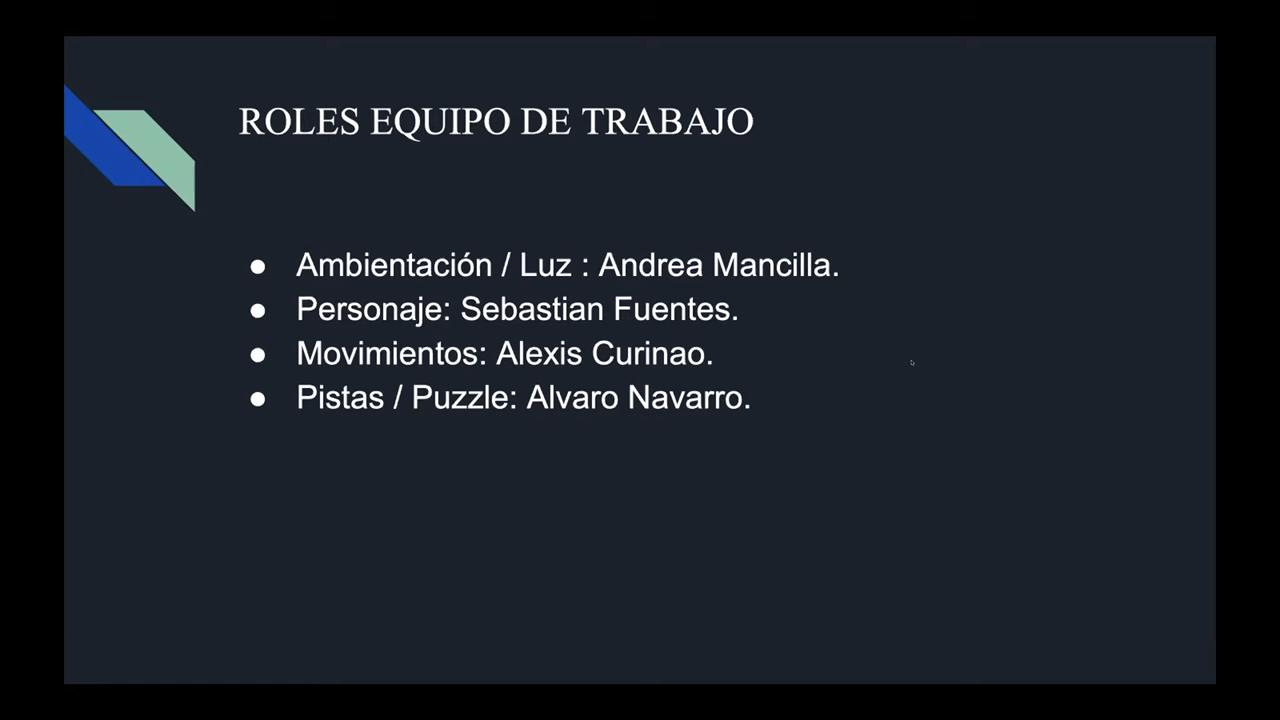 ROLES EQUIPO DE TRABAJO
● Ambientación / Luz : Andrea Mancilla.
● Personaje: Sebastian Fuentes.
● Movimientos: Alexis Curinao.
● Pistas / Puzzle: Alvaro Navarro.